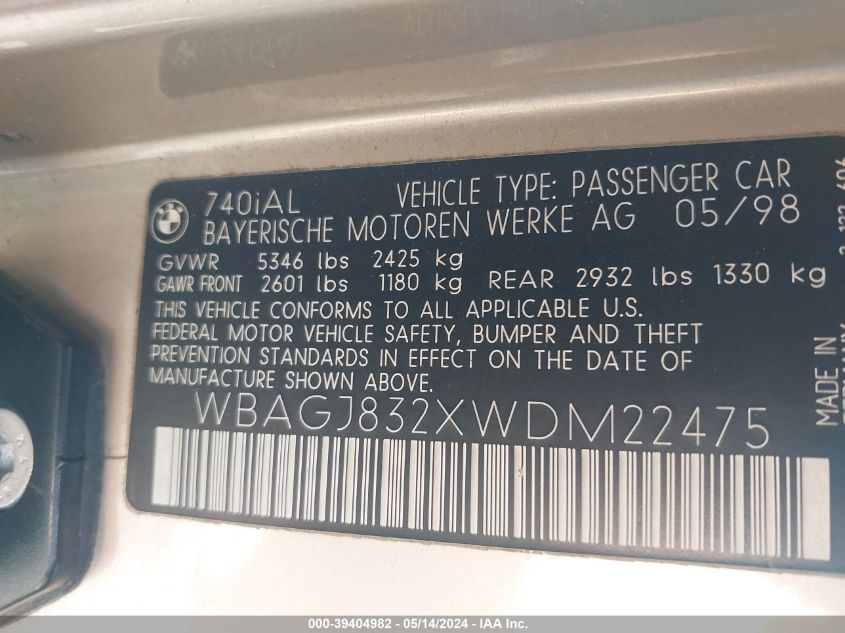 740iAL VEHICLE TYPE: PASSENGER CAR
BAYERISCHE MOTOREN WERKE AG 05/98
GVWR 5346 lbs 2425 kg
GAWR FRONT 2601 lbs 1180 kg REAR 2932 lbs 1330 kg
THIS VEHICLE CONFORMS TO ALL APPLICABLE U.S.
FEDERAL MOTOR VEHICLE SAFETY, BUMPER AND THEFT
PREVENTION STANDARDS IN EFFECT ON THE DATE OF
MANUFACTURE SHOWN ABOVE.
WBAGJ832XWDM22475
MADE IN
000-39404982 - 05/14/2024 - © IAA Inc.